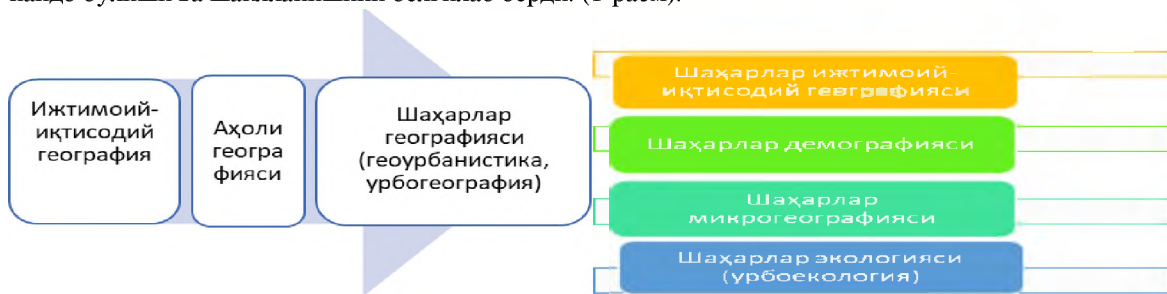 Ижтимоий-
иқтисодий
география
Аҳоли
геогра
фияси
Шаҳарлар
географияси
(геоурбанистика,
урбогеография)
Шаҳарлар ижтимоий-
иқтисодий географияси
Шаҳарлар демографияси
Шаҳарлар
микрогеографияси
Шаҳарлар экологияси
(урбоекология)